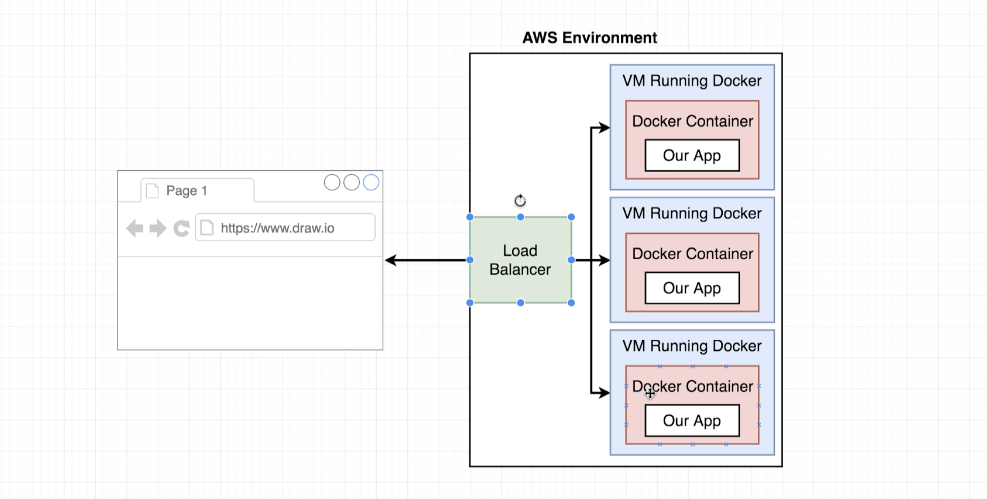 AWS Environment
VM Running Docker
Docker Container
Our App
Page 1
https://www.draw.io
Load
Balancer
VM Running Docker
Docker Container
Our App
VM Running Docker
Docker Container
Our App